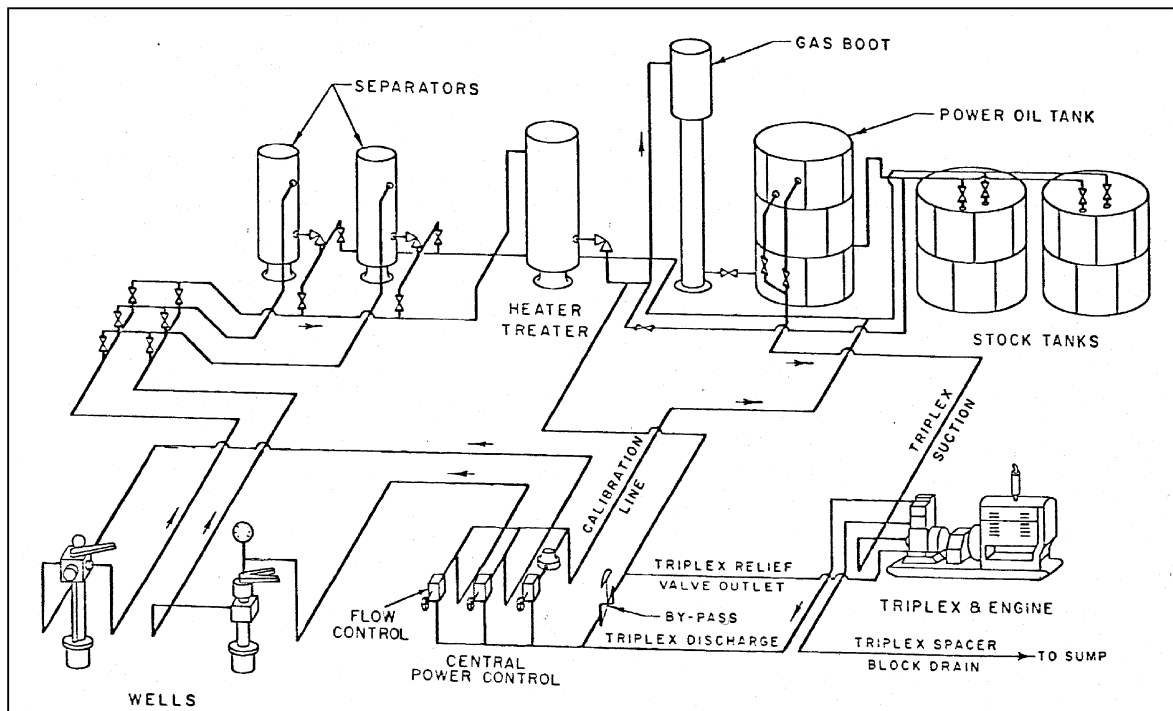 GAS BOOT
SEPARATORS
POWER OIL TANK
HEATER
TREATER
STOCK TANKS
TRIPLEX
SUCTION
CALIBRATION
LINE
TRIPLEX RELIEF
VALVE OUTLET
TRIPLEX & ENGINE
FLOW
CONTROL
BY-PASS
TRIPLEX DISCHARGE
TRIPLEX SPACER
BLOCK DRAIN
TO SUMP
CENTRAL
POWER CONTROL
WELLS